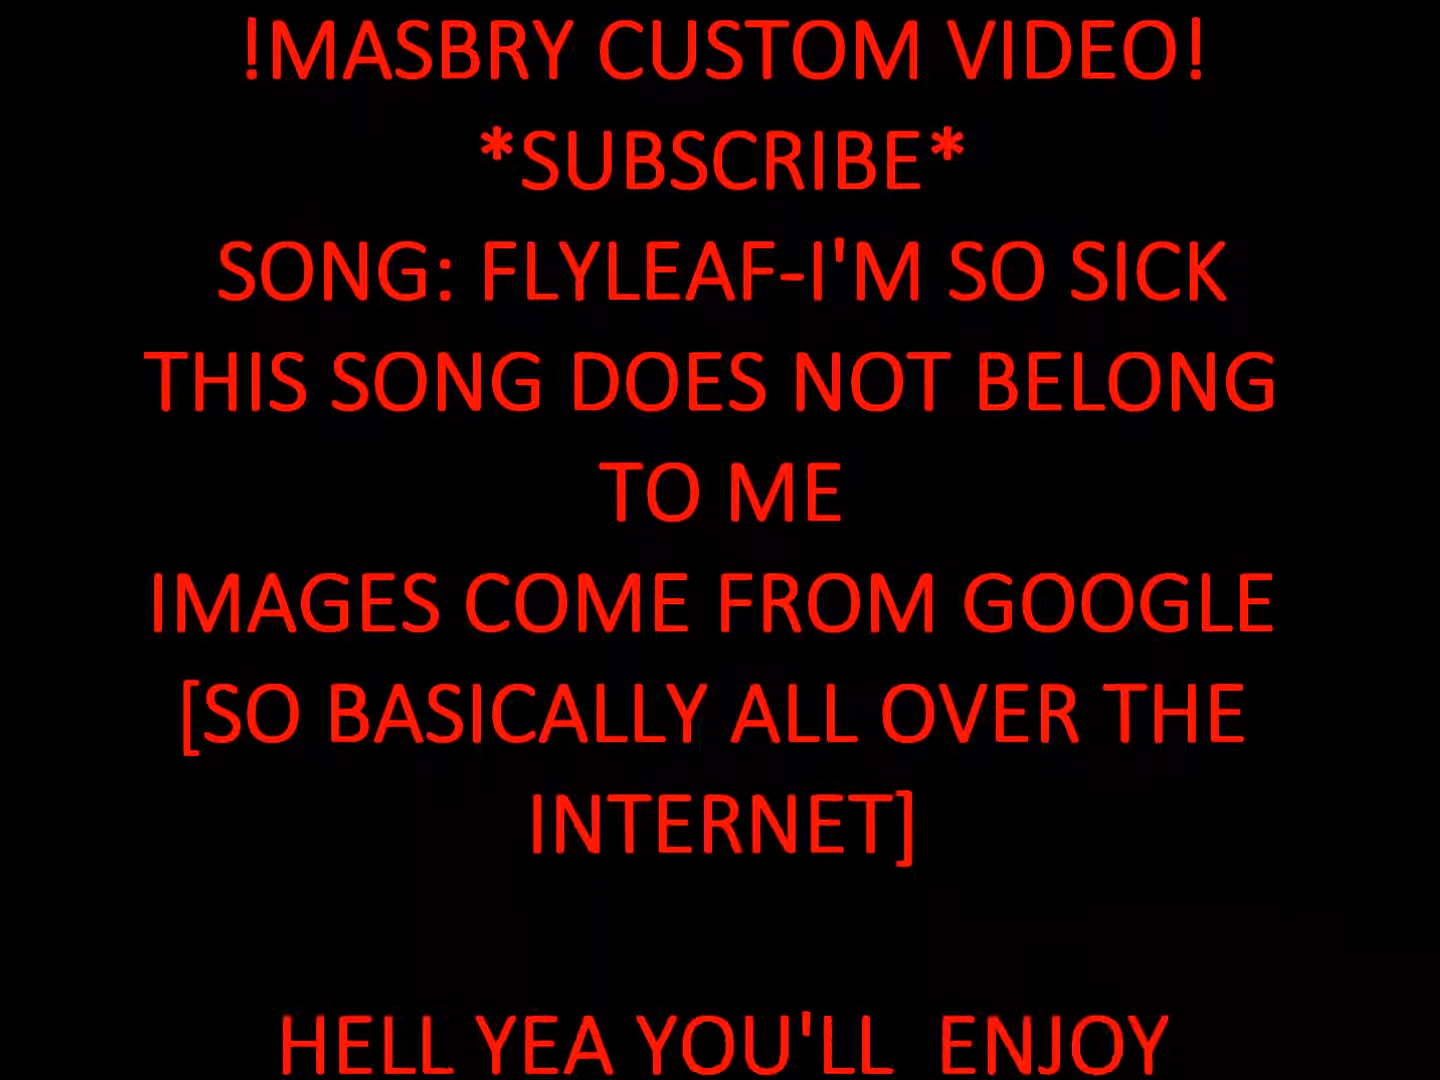 !MASBRY CUSTOM VIDEO!
*SUBSCRIBE*
SONG: FLYLEAF-I'M SO SICK
THIS SONG DOES NOT BELONG
TO ME
IMAGES COME FROM GOOGLE
[SO BASICALLY ALL OVER THE
INTERNET]
HELL YEA YOU'LL  ENJOY